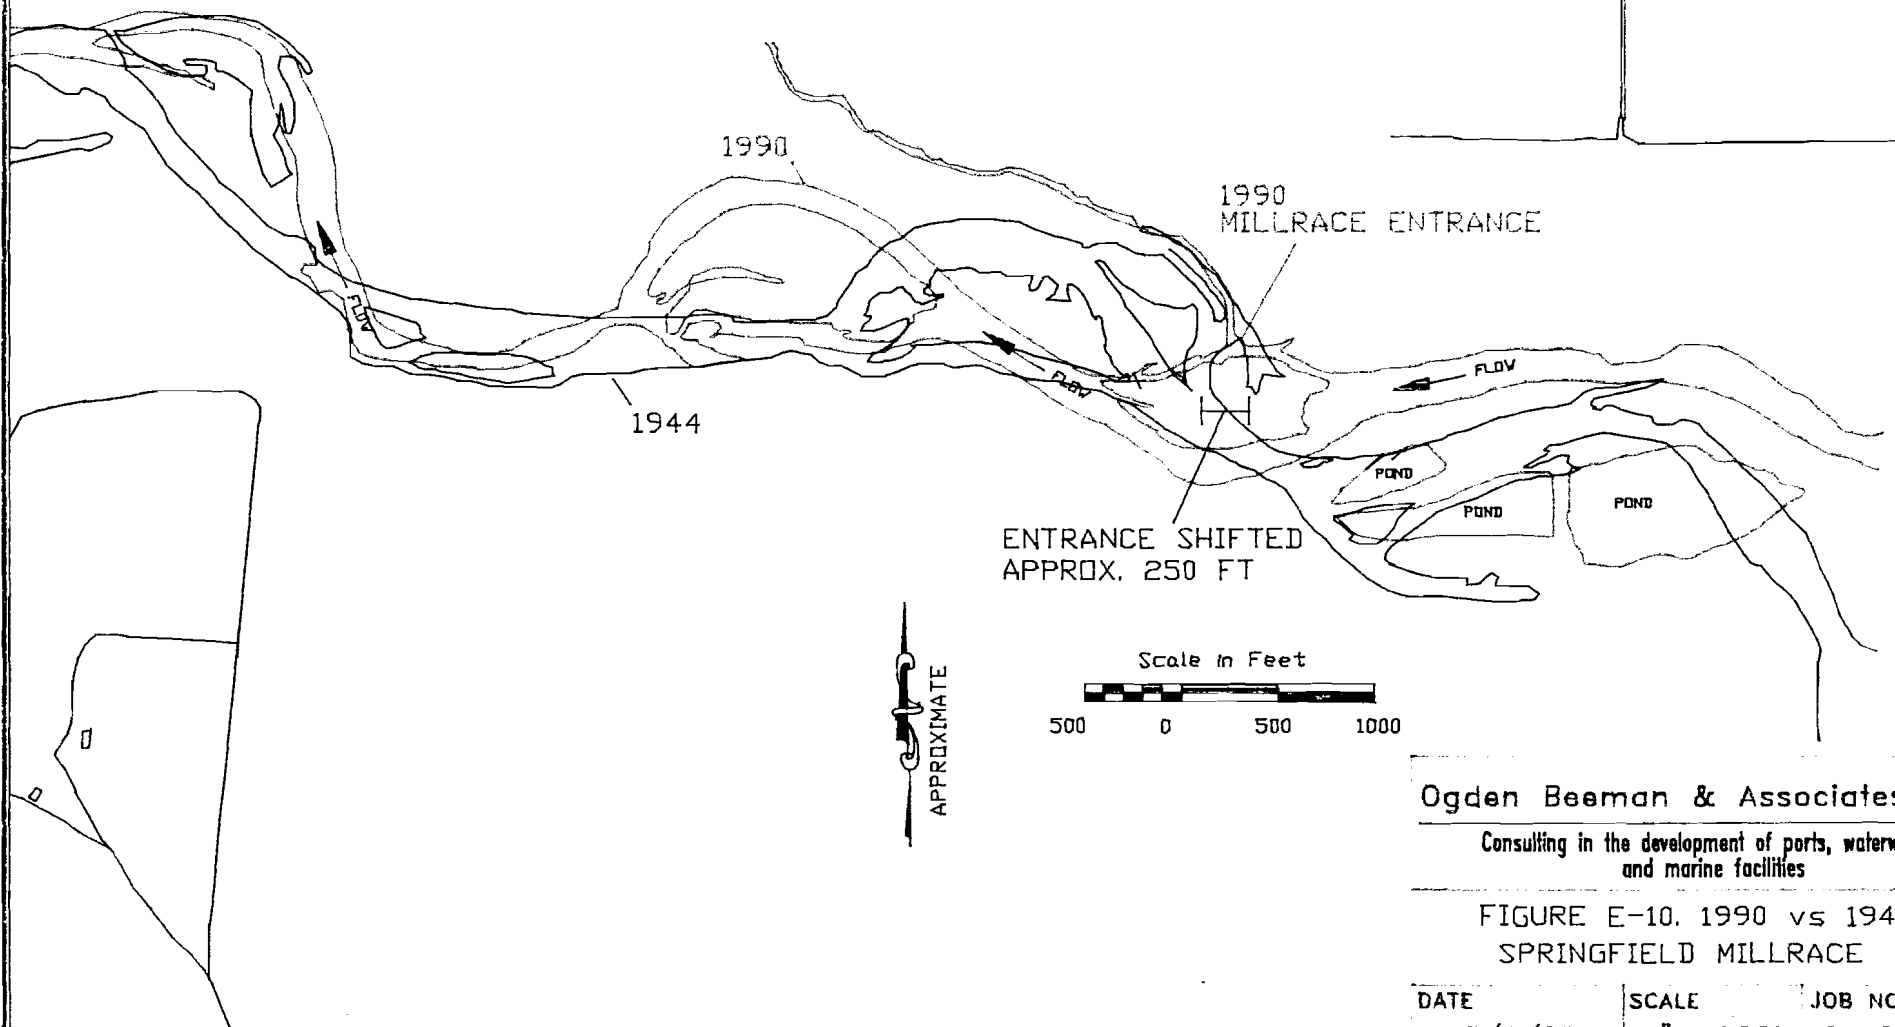 1990
1990
MILLRACE ENTRANCE
FLOW
FLOW
FLOW
1944
POND
POND
POND
ENTRANCE SHIFTED
APPROX. 250 FT
APPROXIMATE
Scale in Feet
500 0 500 1000
Ogden Beeman & Associates
Consulting in the development of ports, waterw
and marine facilities
FIGURE E-10. 1990 vs 194
SPRINGFIELD MILLRACE
DATE SCALE JOB NO